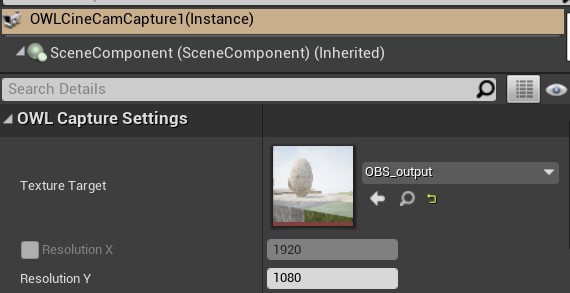 OWLCineCamCapture1(Instance)
SceneComponent (SceneComponent) (Inherited)
Search Details
OWL Capture Settings
Texture Target
OBS_output
Resolution X
1920
Resolution Y
1080